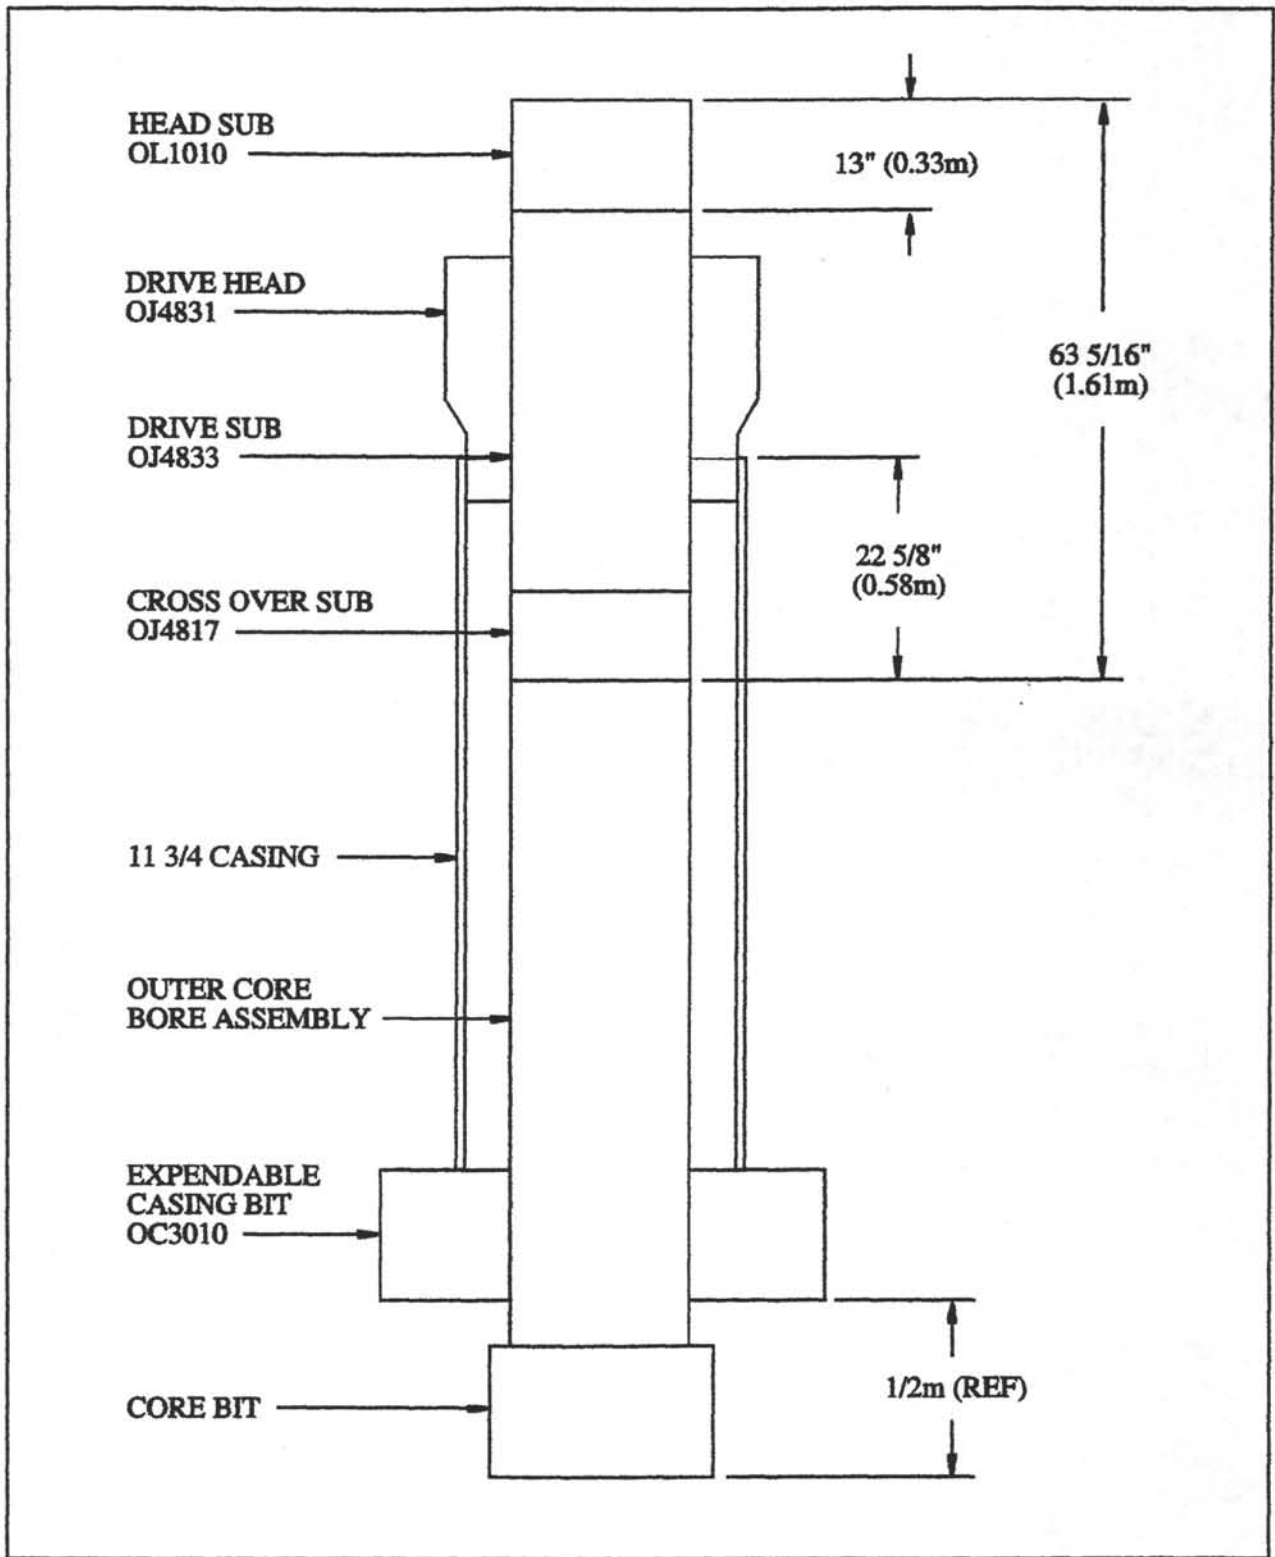 HEAD SUB
OL1010
13" (0.33m)
DRIVE HEAD
OJ4831
63 5/16"
(1.61m)
DRIVE SUB
OJ4833
22 5/8"
(0.58m)
CROSS OVER SUB
OJ4817
11 3/4 CASING
OUTER CORE
BORE ASSEMBLY
EXPENDABLE
CASING BIT
OC3010
1/2m (REF)
CORE BIT